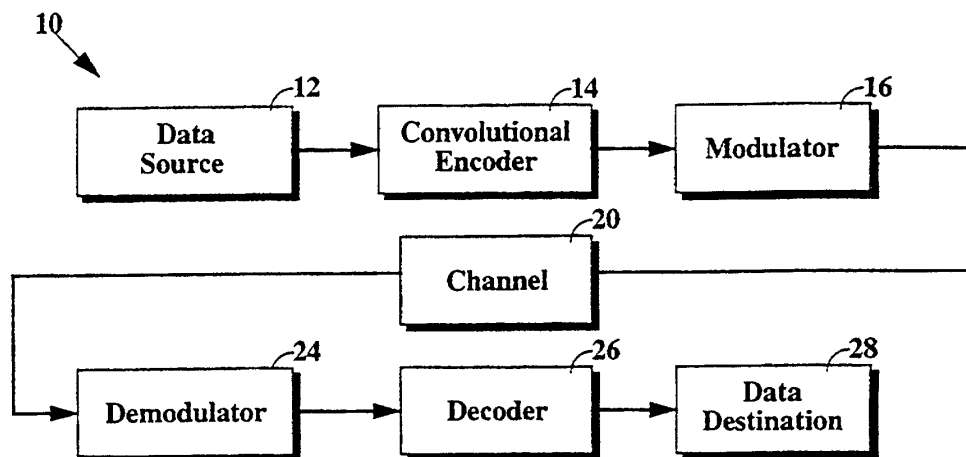 10
12
Data
Source
14
Convolutional
Encoder
16
Modulator
20
Channel
24
Demodulator
26
Decoder
28
Data
Destination